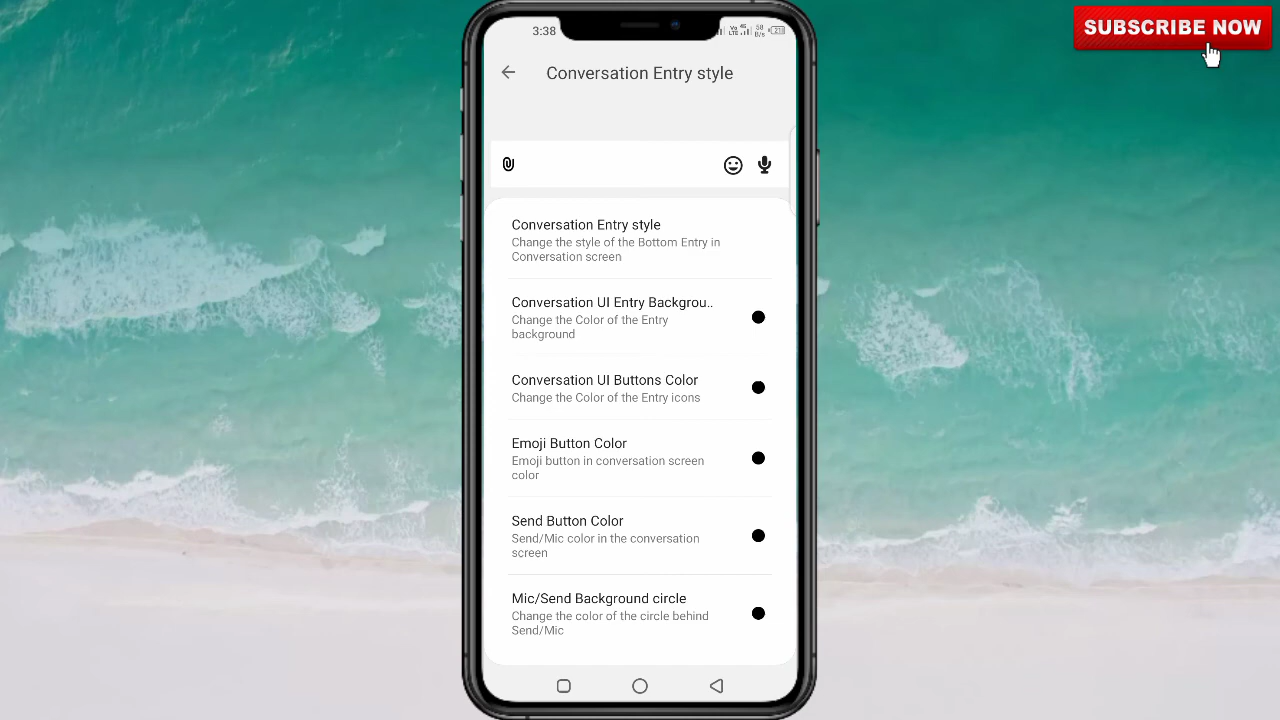 SUBSCRIBE NOW
3:38
Conversation Entry style
Conversation Entry style
Change the style of the Bottom Entry in
Conversation screen
Conversation UI Entry Backgrou..
Change the Color of the Entry
background
Conversation UI Buttons Color
Change the Color of the Entry icons
Emoji Button Color
Emoji button in conversation screen
color
Send Button Color
Send/Mic color in the conversation
screen
Mic/Send Background circle
Change the color of the circle behind
Send/Mic